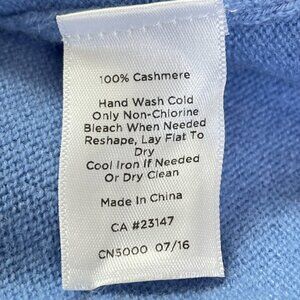 100% Cashmere
Hand Wash Cold
Only Non-Chlorine
Bleach When Needed
Reshape, Lay Flat To
Dry
Cool Iron If Needed
Or Dry Clean
Made In China
CA #23147
CN5000 07/16